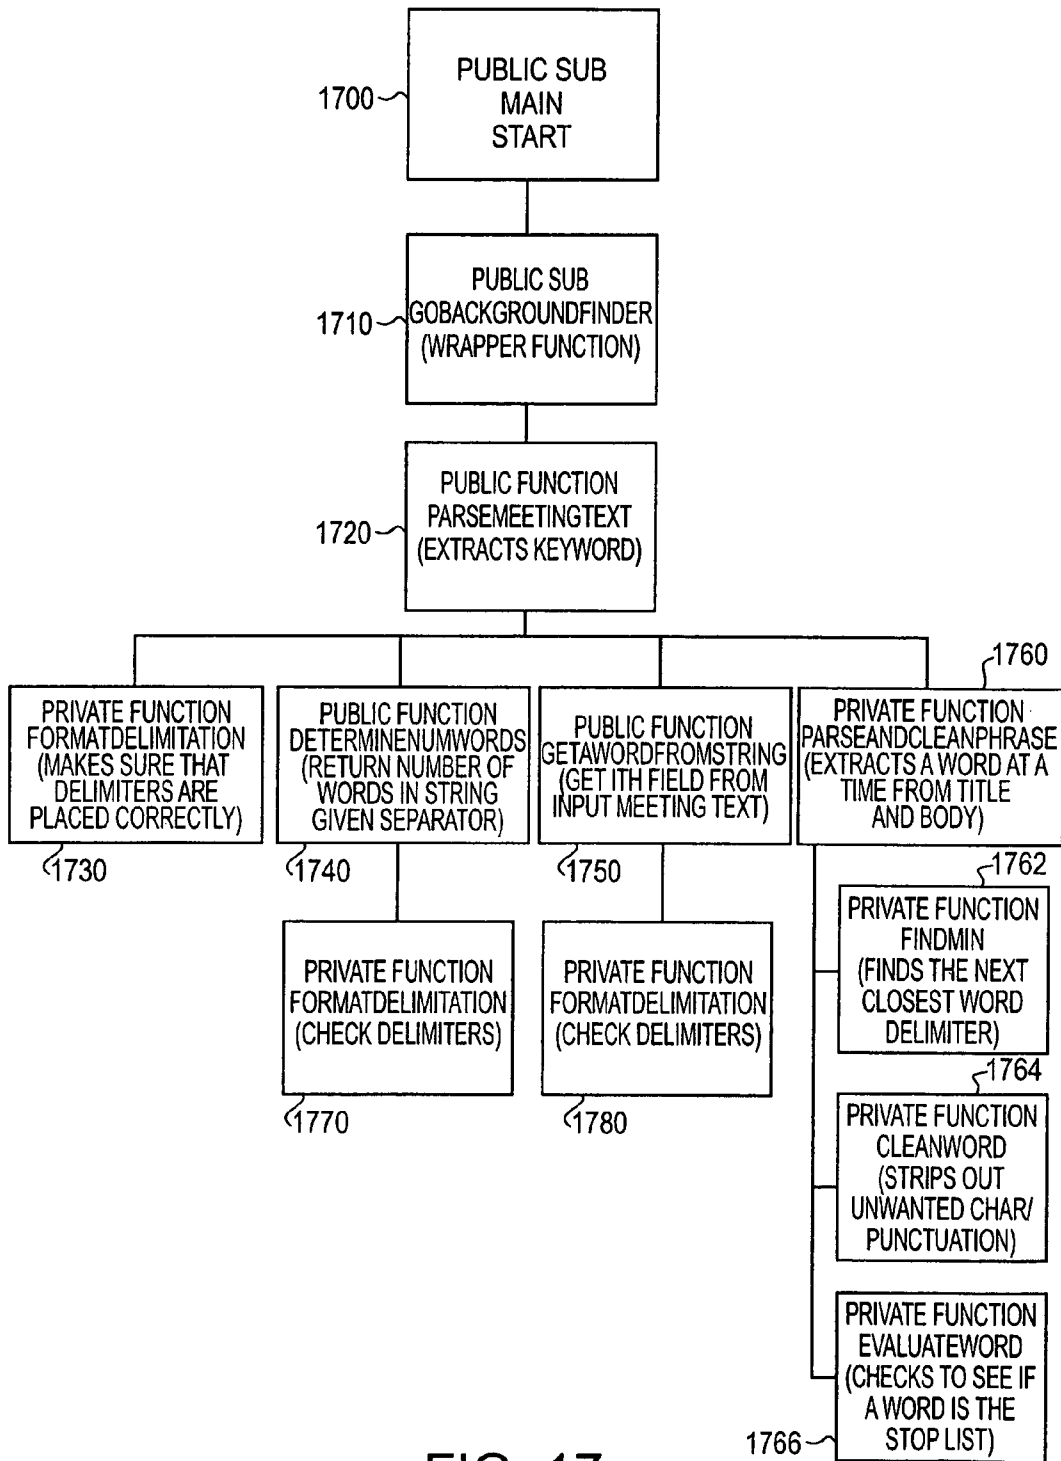 PUBLIC SUB
MAIN
START
1700
PUBLIC SUB
GOBACKGROUNDFINDER
(WRAPPER FUNCTION)
1710
PUBLIC FUNCTION
PARSEMEETINGTEXT
(EXTRACTS KEYWORD)
1720
PRIVATE FUNCTION
FORMATDELIMITATION
(MAKES SURE THAT
DELIMITERS ARE
PLACED CORRECTLY)
1730
PUBLIC FUNCTION
DETERMINENUMWORDS
(RETURN NUMBER OF
WORDS IN STRING
GIVEN SEPARATOR)
1740
PUBLIC FUNCTION
GETAWORDFROMSTRING
(GET ITH FIELD FROM
INPUT MEETING TEXT)
1750
1760
PRIVATE FUNCTION
PARSEANDCLEANPHRASE
(EXTRACTS A WORD AT A
TIME FROM TITLE
AND BODY)
PRIVATE FUNCTION
FORMATDELIMITATION
(CHECK DELIMITERS)
1770
PRIVATE FUNCTION
FORMATDELIMITATION
(CHECK DELIMITERS)
1780
1762
PRIVATE FUNCTION
FINDMIN
(FINDS THE NEXT
CLOSEST WORD
DELIMITER)
1764
PRIVATE FUNCTION
CLEANWORD
(STRIPS OUT
UNWANTED CHAR/
PUNCTUATION)
PRIVATE FUNCTION
EVALUATEWORD
(CHECKS TO SEE IF
A WORD IS THE
STOP LIST)
1766
FIG. 17